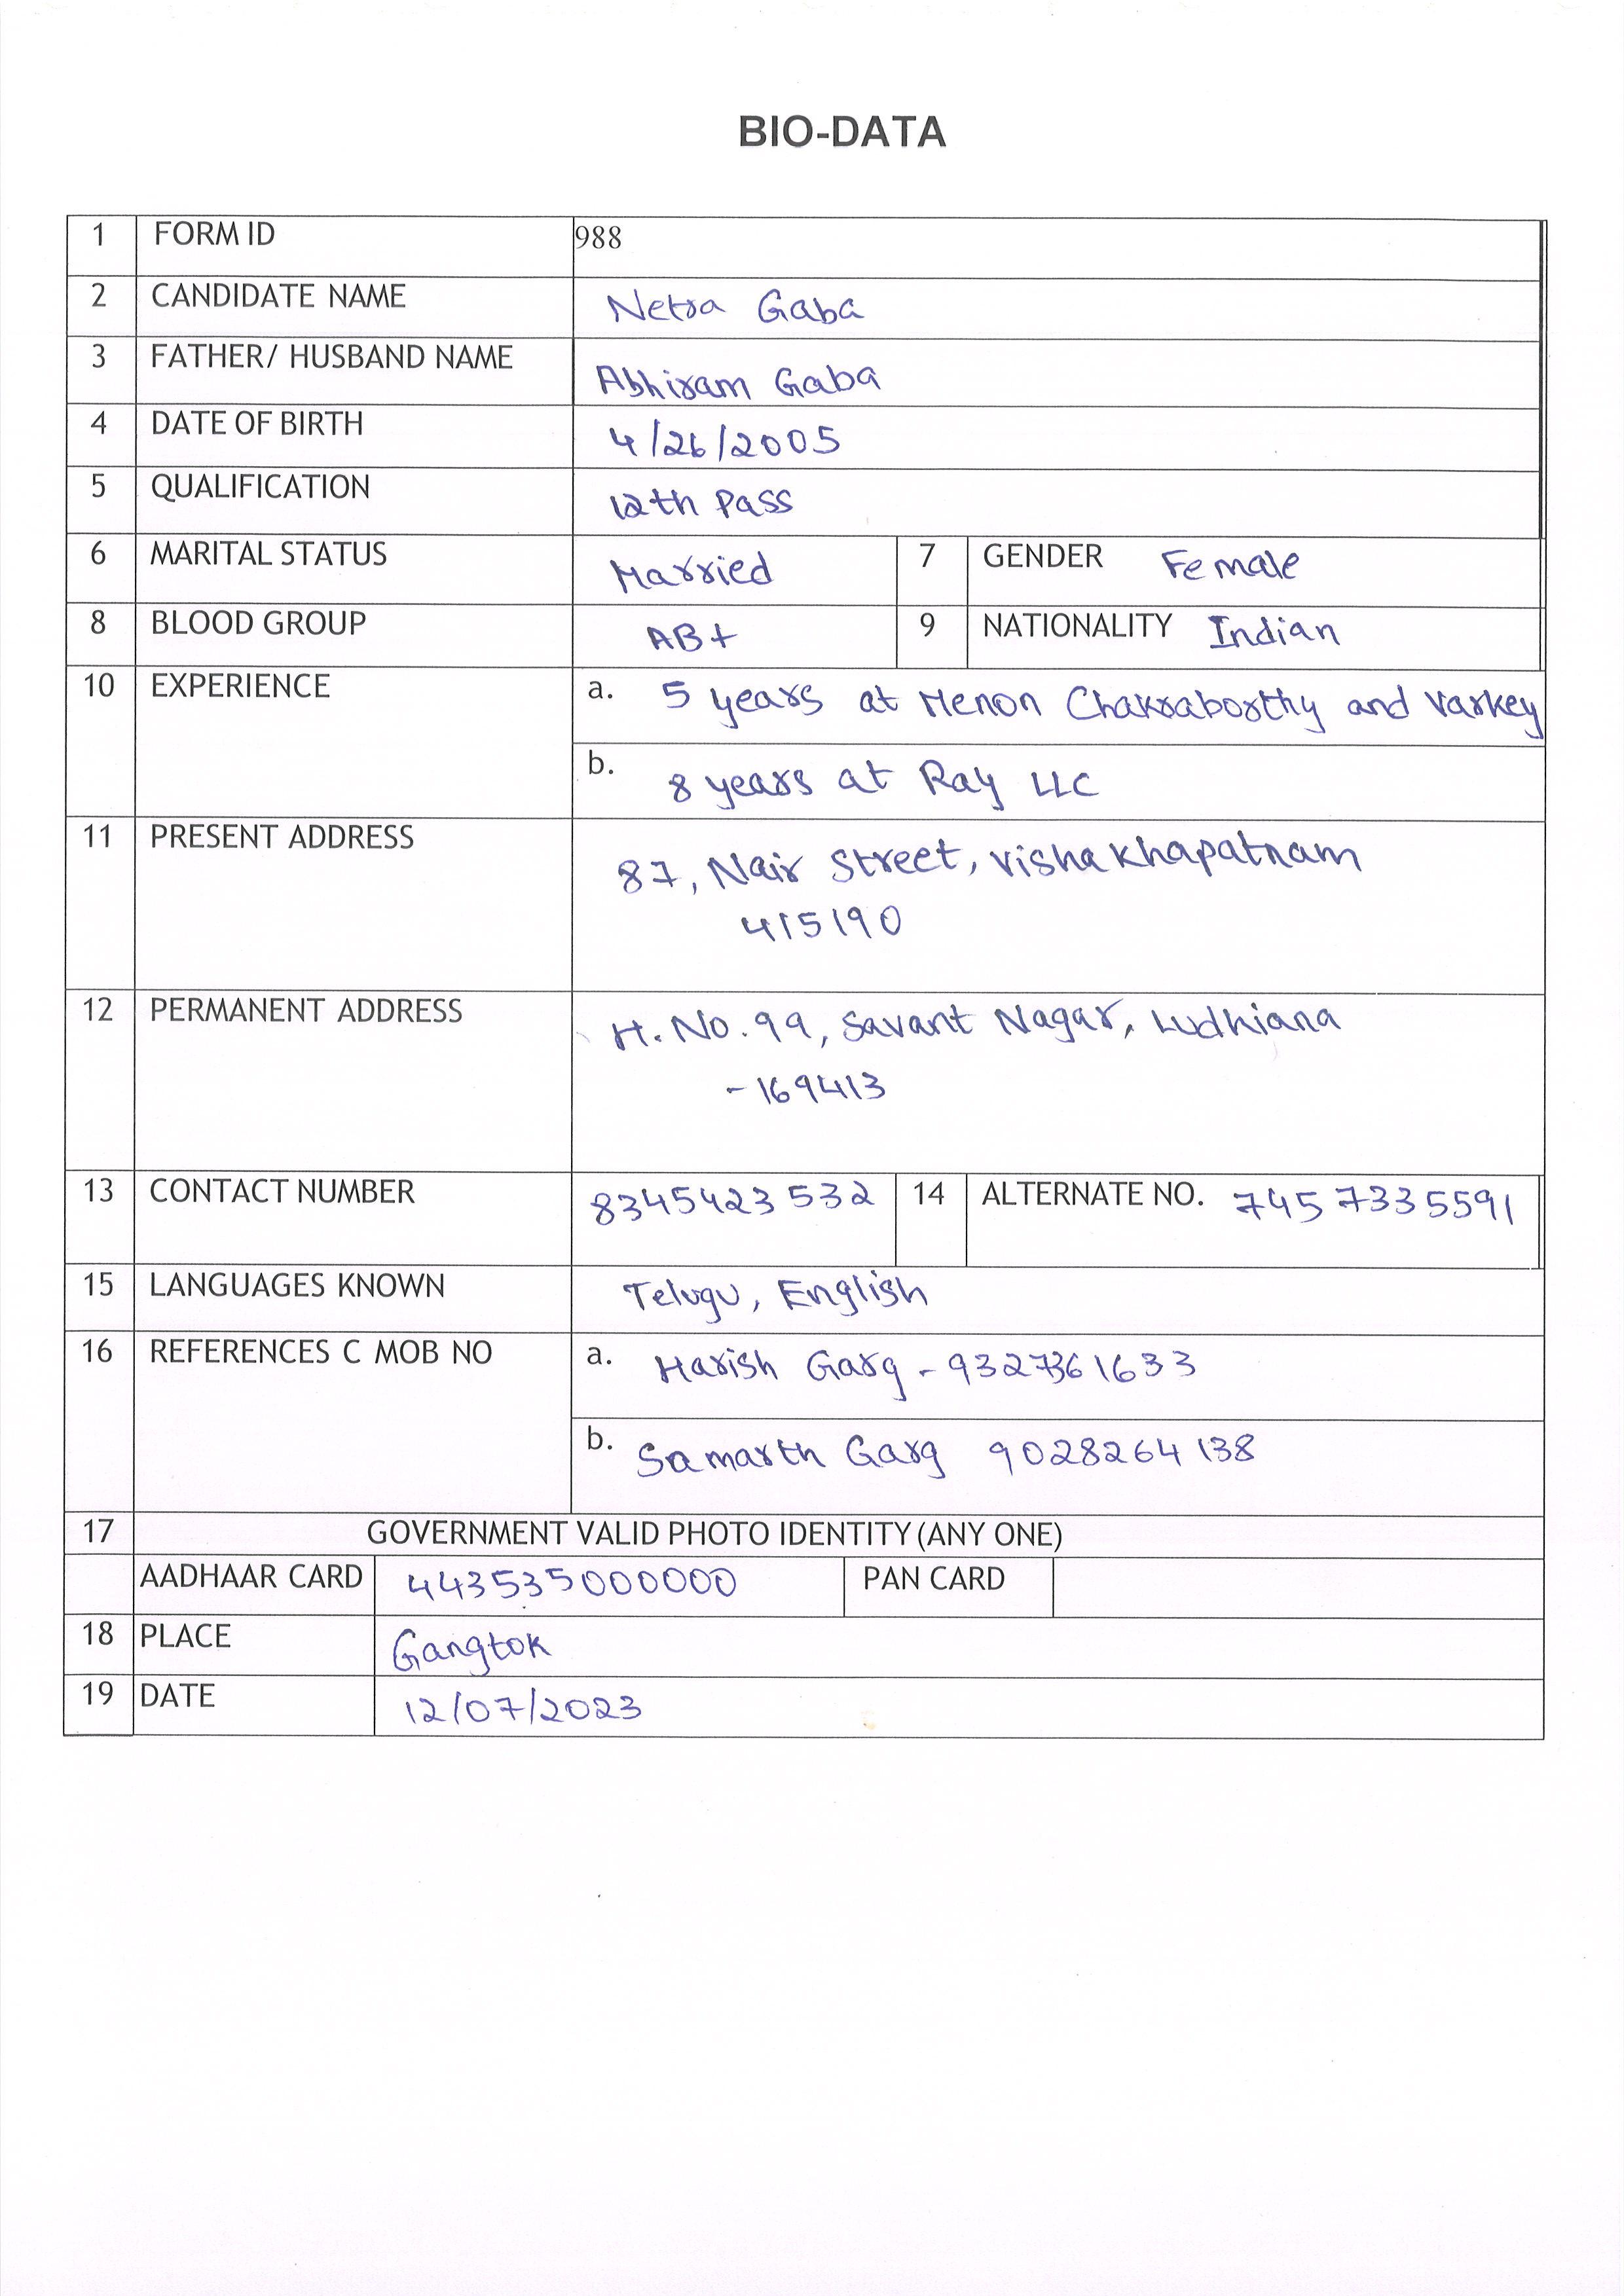 BIO-DATA
1 FORM ID 988
2 CANDIDATE NAME Netra Gaba
3 FATHER/ HUSBAND NAME Abhiram Gaba
4 DATE OF BIRTH 4/26/2005
5 QUALIFICATION 12th Pass
6 MARITAL STATUS Married 7 GENDER Female
8 BLOOD GROUP AB+ 9 NATIONALITY Indian
10 EXPERIENCE a. 5 years at Menon Chakraborthy and Varkey
b. 8 years at Ray LLC
11 PRESENT ADDRESS 87, Nair Street, Vishakhapatnam
415190
12 PERMANENT ADDRESS H. No. 99, Savant Nagar, Ludhiana
-169413
13 CONTACT NUMBER 8345423532 14 ALTERNATE NO. 7457335591
15 LANGUAGES KNOWN Telugu, English
16 REFERENCES C MOB NO a. Harish Garg - 9327361633
b. Samarth Garg 9028264138
17 GOVERNMENT VALID PHOTO IDENTITY (ANY ONE)
AADHAAR CARD 443535000000 PAN CARD
18 PLACE Gangtok
19 DATE 12/07/2023